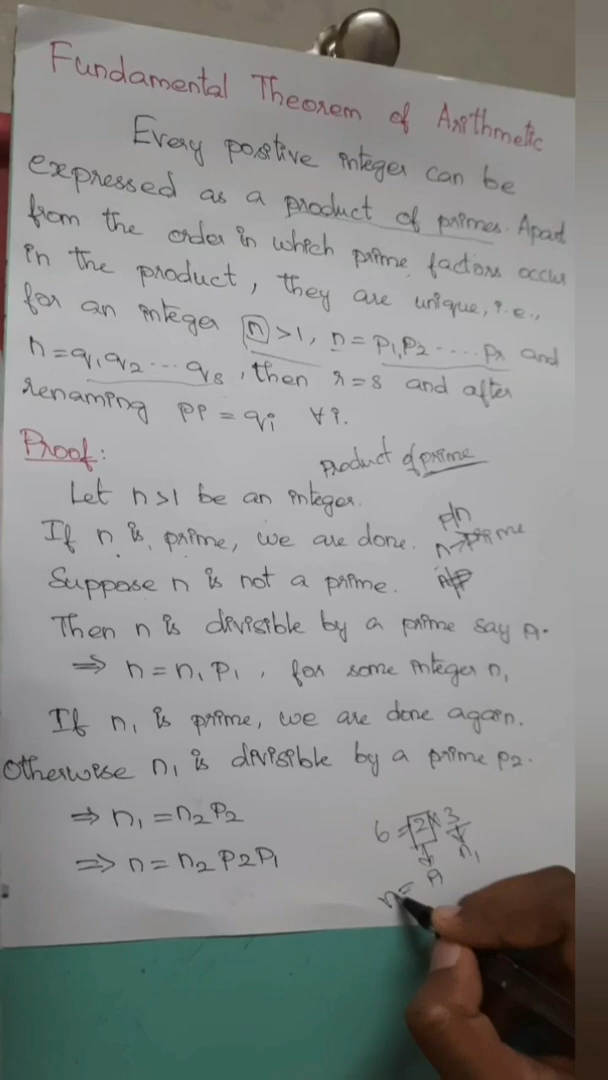 Fundamental Theorem of Arithmetic
Every positive integer can be
expressed as a product of primes. Apart
from the order in which prime factors occur
in the product, they are unique, i.e.,
for an integer n>1, n=p1p2.....pr and
n=q1q2...qs, then r=s and after
renaming pi=qi ∀i.
Proof:
product of prime
Let n>1 be an integer.
If n is prime, we are done.
n→prime
Suppose n is not a prime.
Then n is divisible by a prime say p1.
⇒ n=n1p1, for some integer n1
If n1 is prime, we are done again.
Otherwise n1 is divisible by a prime p2.
⇒ n1=n2p2
⇒ n=n2p2p1
6=2×3
p1 n1
n=